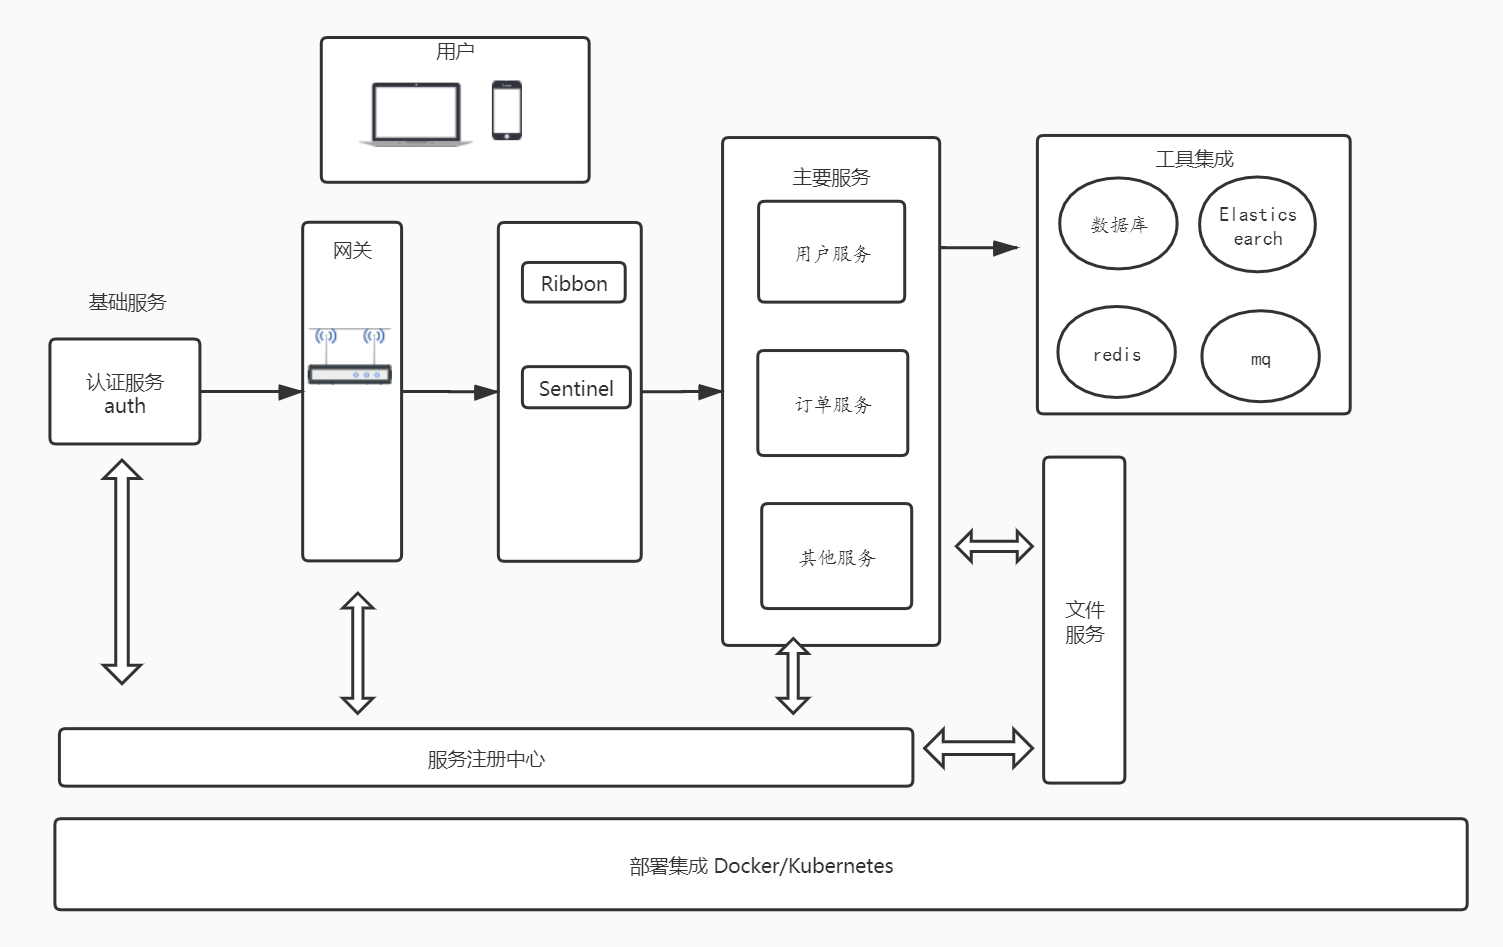 用户
主要服务
工具集成
网关
用户服务
数据库
Elastics
earch
基础服务
Ribbon
认证服务
auth
Sentinel
订单服务
redis
mq
其他服务
文件
服务
服务注册中心
部署集成 Docker/Kubernetes